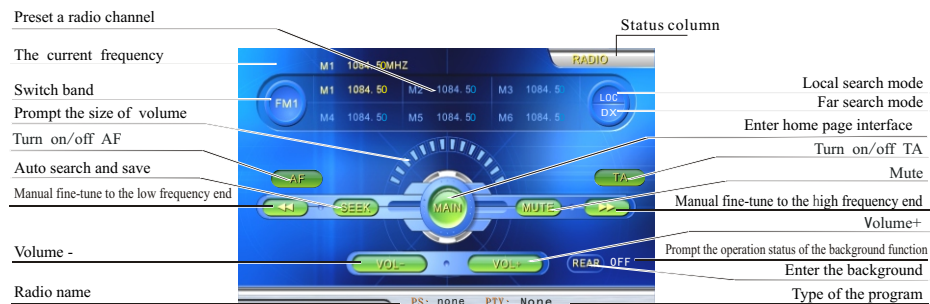 Preset a radio channel
Status column
The current frequency
RADIO
M1 1084.50MHZ
Switch band
FM1
M1 1084.50 M2 1084.50 M3 1084.50
LOC
DX
Local search mode
Far search mode
Prompt the size of volume
M4 1084.50 M5 1084.50 M6 1084.5
Enter home page interface
Turn on/off AF
Turn on/off TA
AF
TA
Auto search and save
Mute
Manual fine-tune to the low frequency end
SEEK
MAIN
MUTE
Manual fine-tune to the high frequency end
Volume+
Volume -
VOL-
VOL+
REAR OFF
Prompt the operation status of the background function
Enter the background
Radio name
PS: none PTY: None
Type of the program